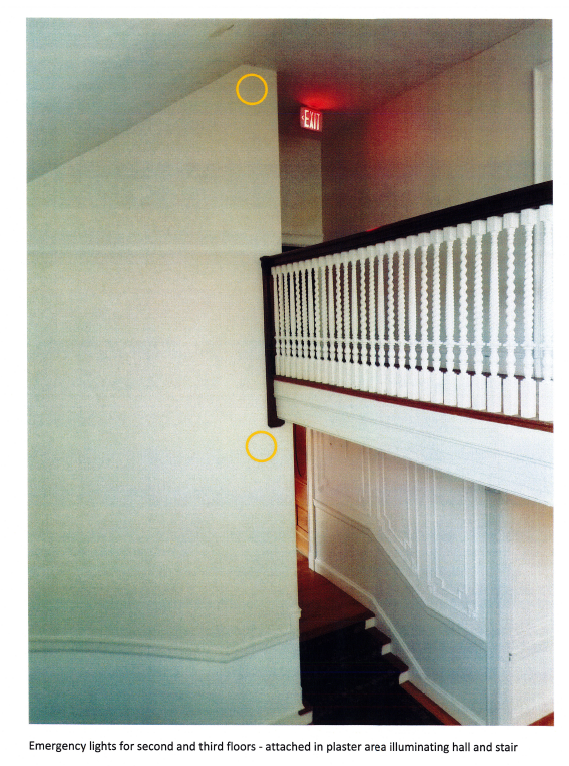 EXIT
Emergency lights for second and third floors - attached in plaster area illuminating hall and stair